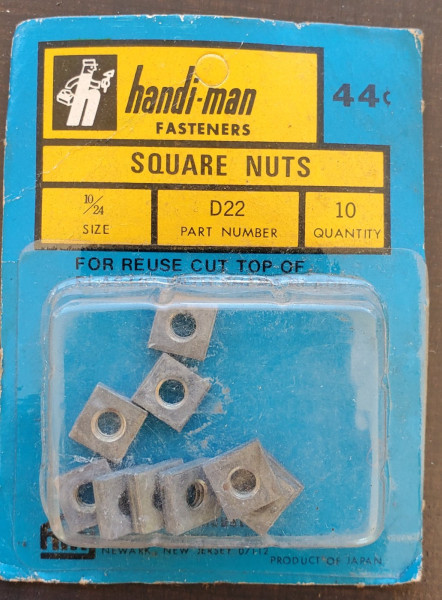 handi-man
44¢
FASTENERS
SQUARE NUTS
10/24 D22 10
SIZE PART NUMBER QUANTITY
FOR REUSE CUT TOP OF
NEWARK, NEW JERSEY 07112
PRODUCT OF JAPAN